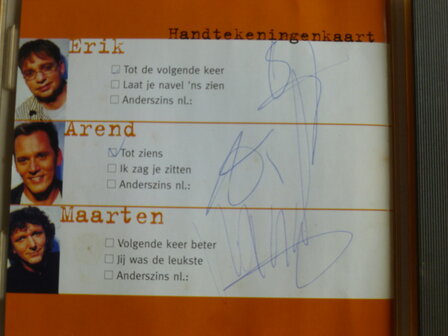 Handtekeningenkaart
Erik
Tot de volgende keer
Laat je navel 'ns zien
Anderszins nl.:
Arend
Tot ziens
Ik zag je zitten
Anderszins nl.:
Maarten
Volgende keer beter
Jij was de leukste
Anderszins nl.: